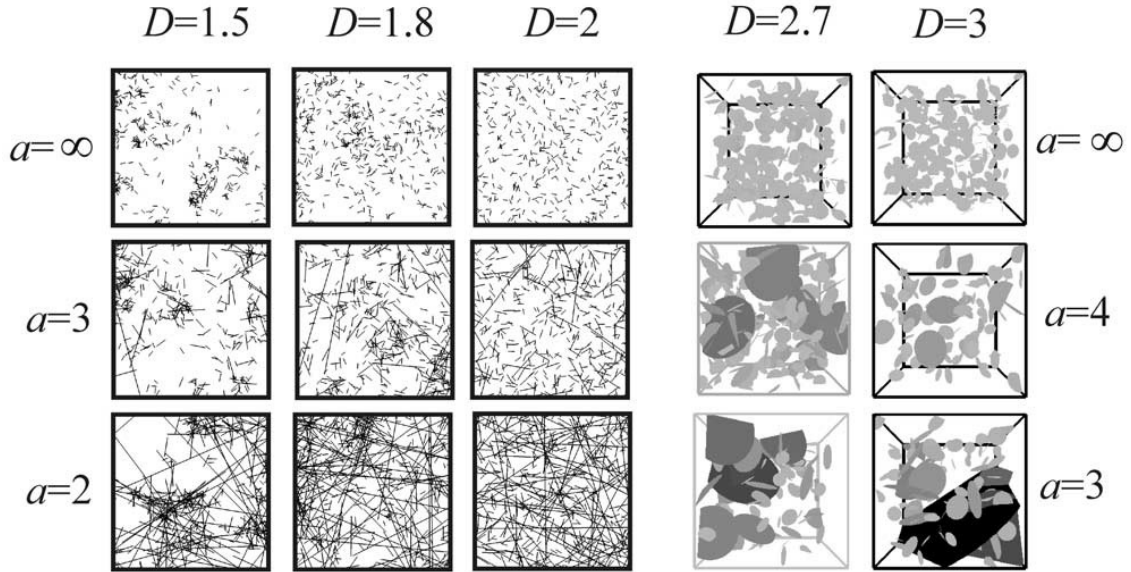 D=1.5 D=1.8 D=2 D=2.7 D=3
a=∞ a=∞
a=3 a=4
a=2 a=3